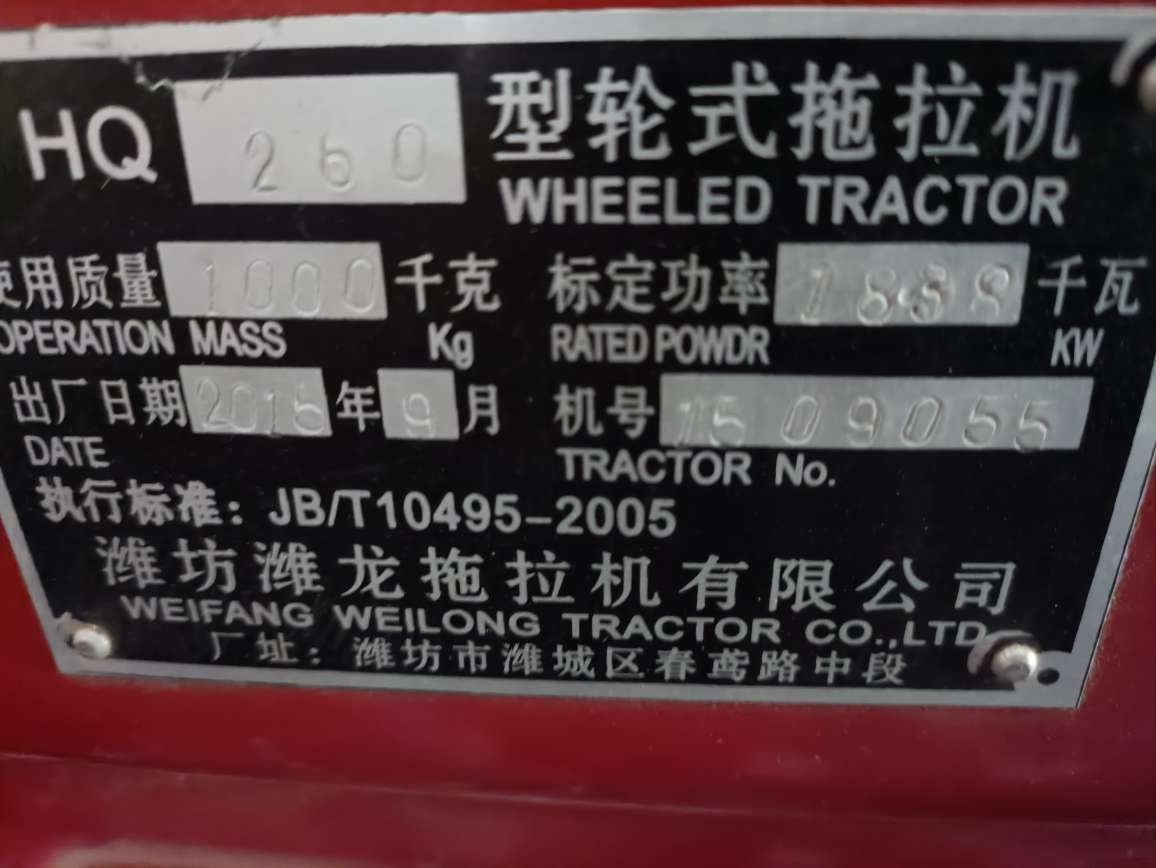 HQ 260 型轮式拖拉机
WHEELED TRACTOR
使用质量 1000 千克 标定功率 千瓦
OPERATION MASS Kg RATED POWDR KW
出厂日期 2015 年 9 月 机号 1509055
DATE TRACTOR No.
执行标准: JB/T10495-2005
潍坊潍龙拖拉机有限公司
WEIFANG WEILONG TRACTOR CO.,LTD
厂址: 潍坊市潍城区春鸢路中段